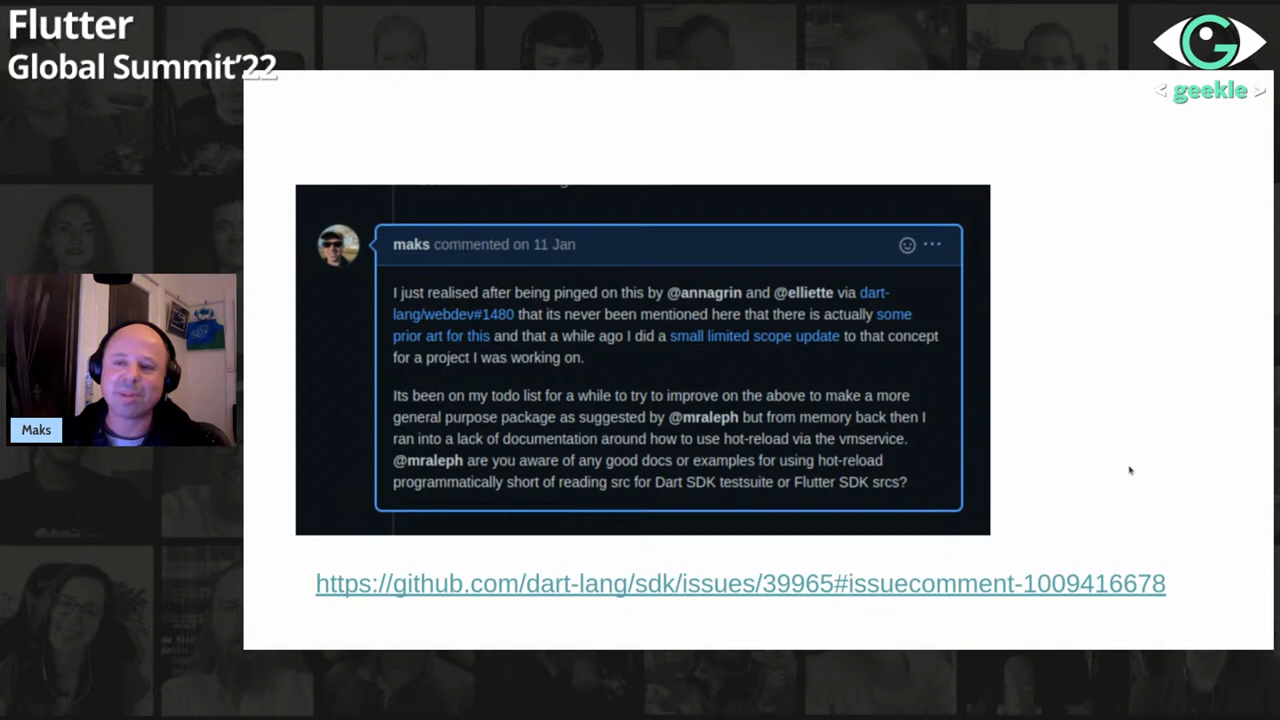 Flutter
Global Summit'22
G
< geekle >
maks commented on 11 Jan
I just realised after being pinged on this by @annagrin and @elliette via dart-
lang/webdev#1480 that its never been mentioned here that there is actually some
prior art for this and that a while ago I did a small limited scope update to that concept
for a project I was working on.
Its been on my todo list for a while to try to improve on the above to make a more
general purpose package as suggested by @mraleph but from memory back then I
ran into a lack of documentation around how to use hot-reload via the vmservice.
@mraleph are you aware of any good docs or examples for using hot-reload
programmatically short of reading src for Dart SDK testsuite or Flutter SDK srcs?
Maks
https://github.com/dart-lang/sdk/issues/39965#issuecomment-1009416678